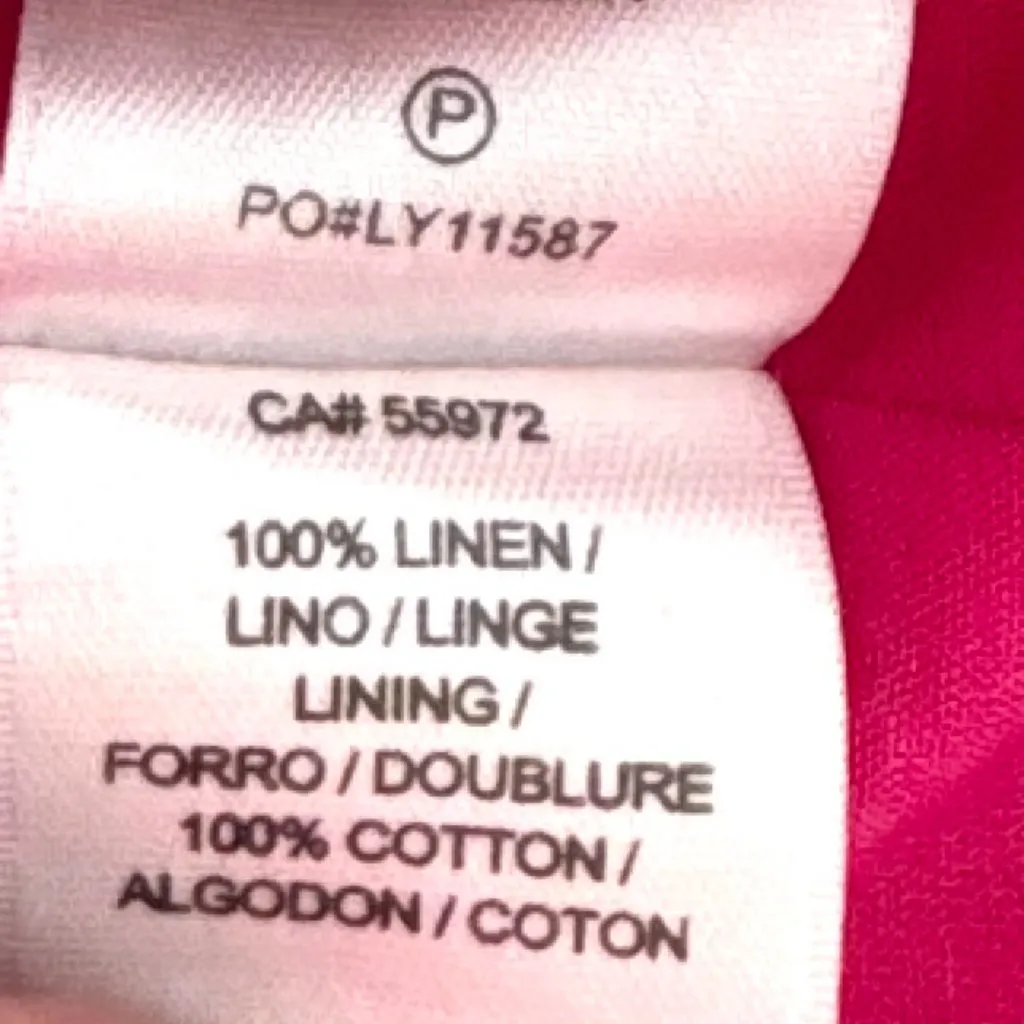 P
PO#LY11587
CA# 55972
100% LINEN /
LINO / LINGE
LINING /
FORRO / DOUBLURE
100% COTTON /
ALGODON / COTON